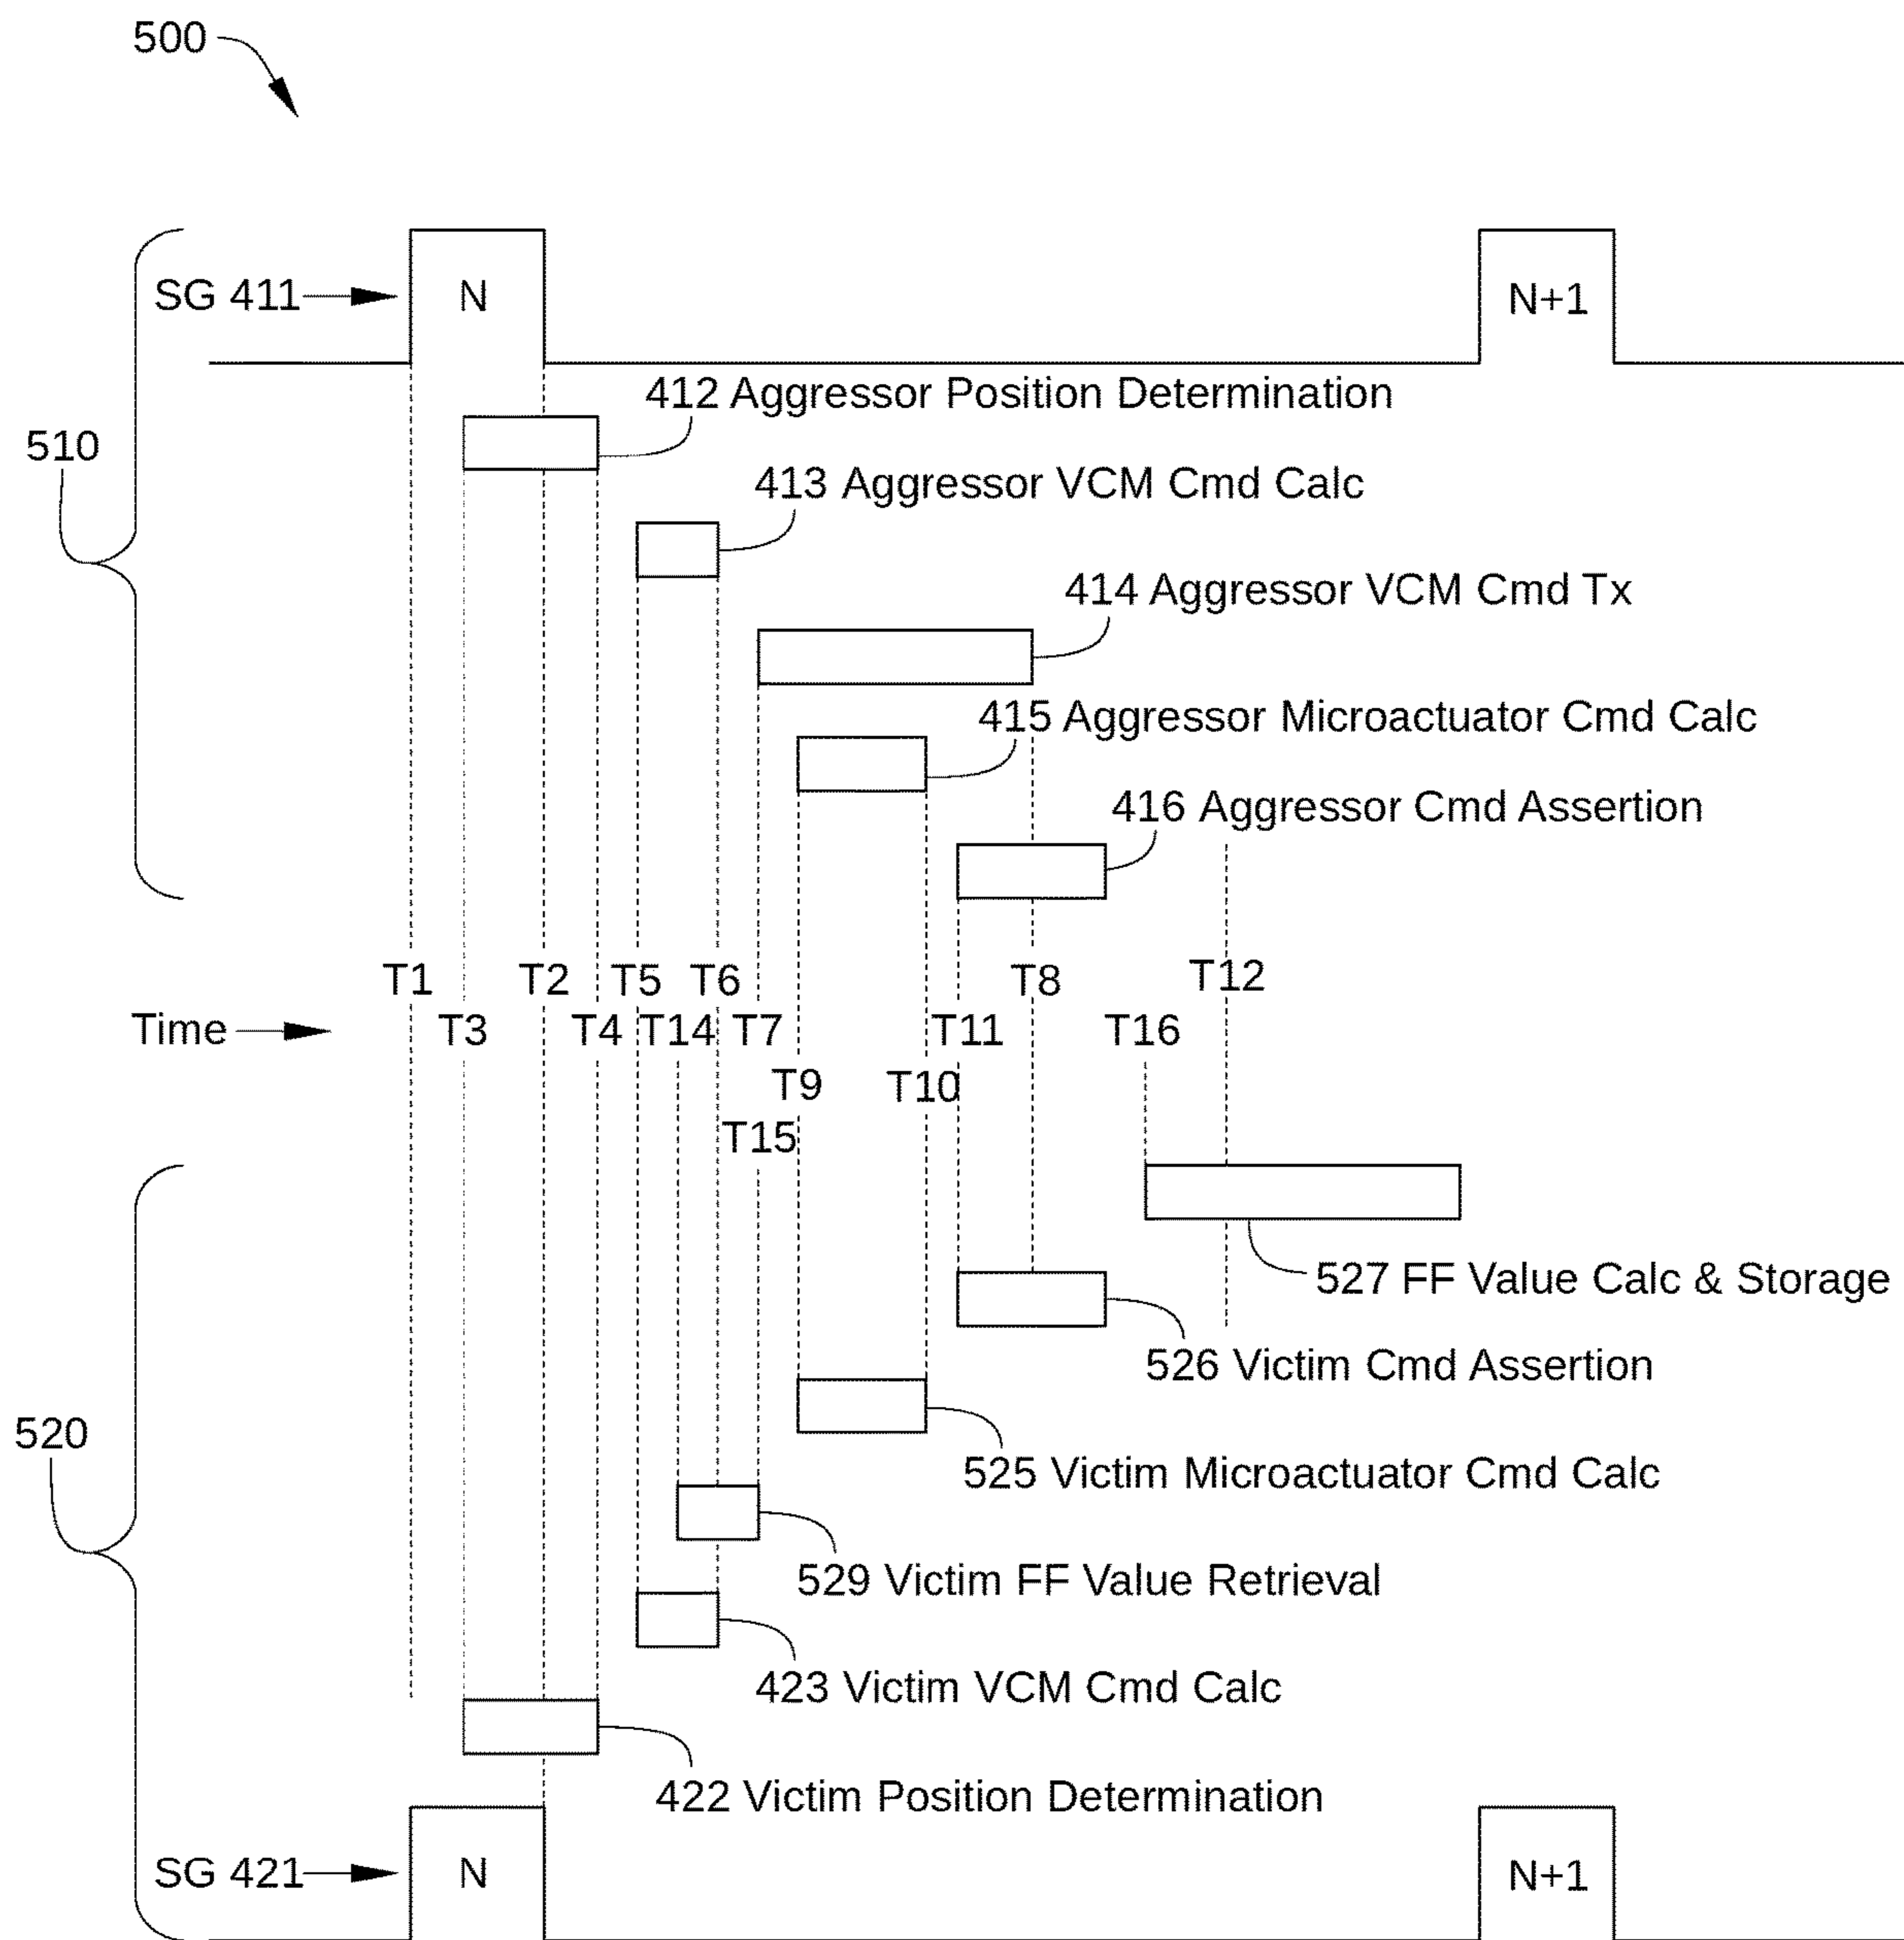 500
SG 411
N
N+1
412 Aggressor Position Determination
510
413 Aggressor VCM Cmd Calc
414 Aggressor VCM Cmd Tx
415 Aggressor Microactuator Cmd Calc
416 Aggressor Cmd Assertion
T1 T2 T5 T6 T8 T12
Time T3 T4 T14 T7 T11 T16
T9 T10
T15
527 FF Value Calc & Storage
526 Victim Cmd Assertion
520
525 Victim Microactuator Cmd Calc
529 Victim FF Value Retrieval
423 Victim VCM Cmd Calc
422 Victim Position Determination
SG 421
N
N+1